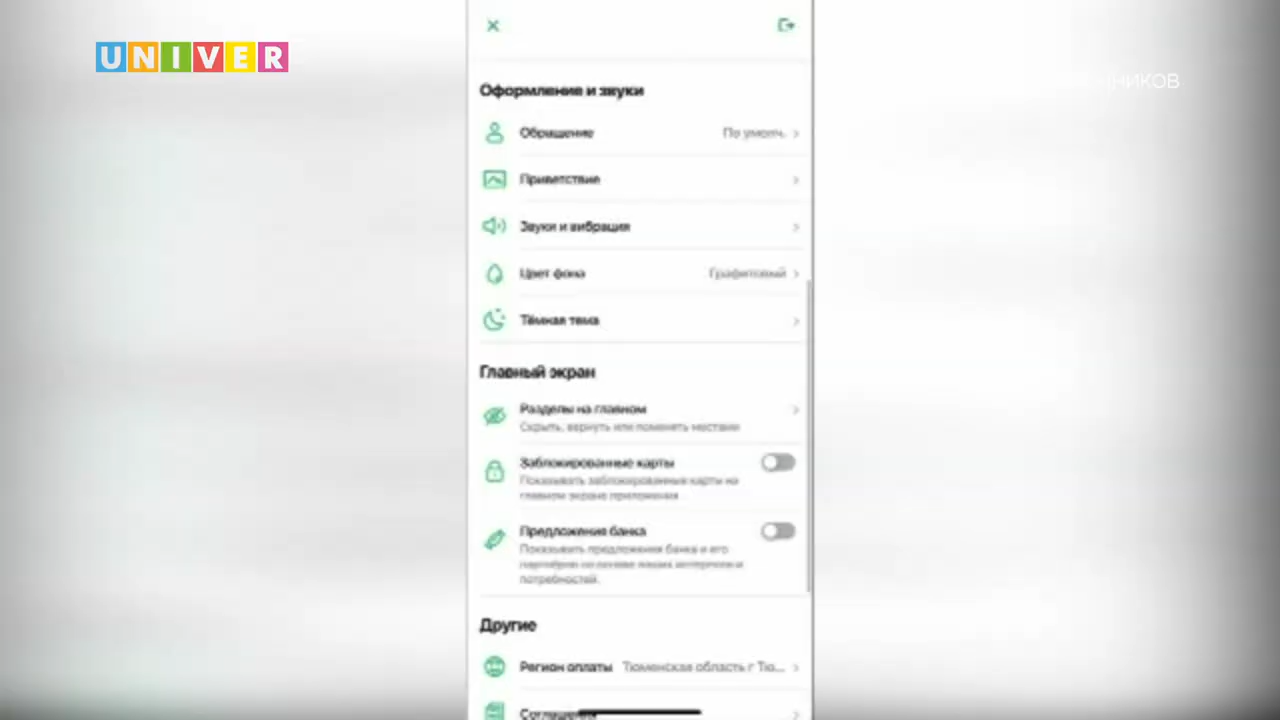 UNIVER
Оформление и звуки
Обращение
По умолч.
Приветствие
Звуки и вибрация
Цвет фона
Графитовый
Тёмная тема
Главный экран
Разделы на главном
Скрыть, вернуть или поменять местами
Заблокированные карты
Показывать заблокированные карты на
главном экране приложения
Предложения банка
Показывать предложения банка и его
партнёров на основе ваших интересов и
потребностей.
Другие
Регион оплаты
Тюменская область г Тю...